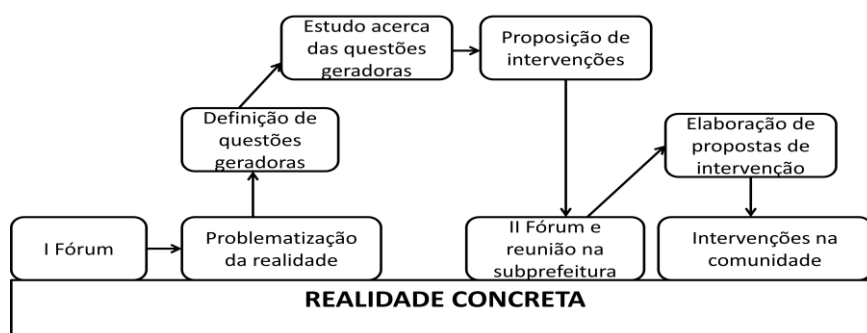 I Fórum
Problematização
da realidade
Definição de
questões
geradoras
Estudo acerca
das questões
geradoras
Proposição de
intervenções
II Fórum e
reunião na
subprefeitura
Elaboração de
propostas de
intervenção
Intervenções na
comunidade
REALIDADE CONCRETA